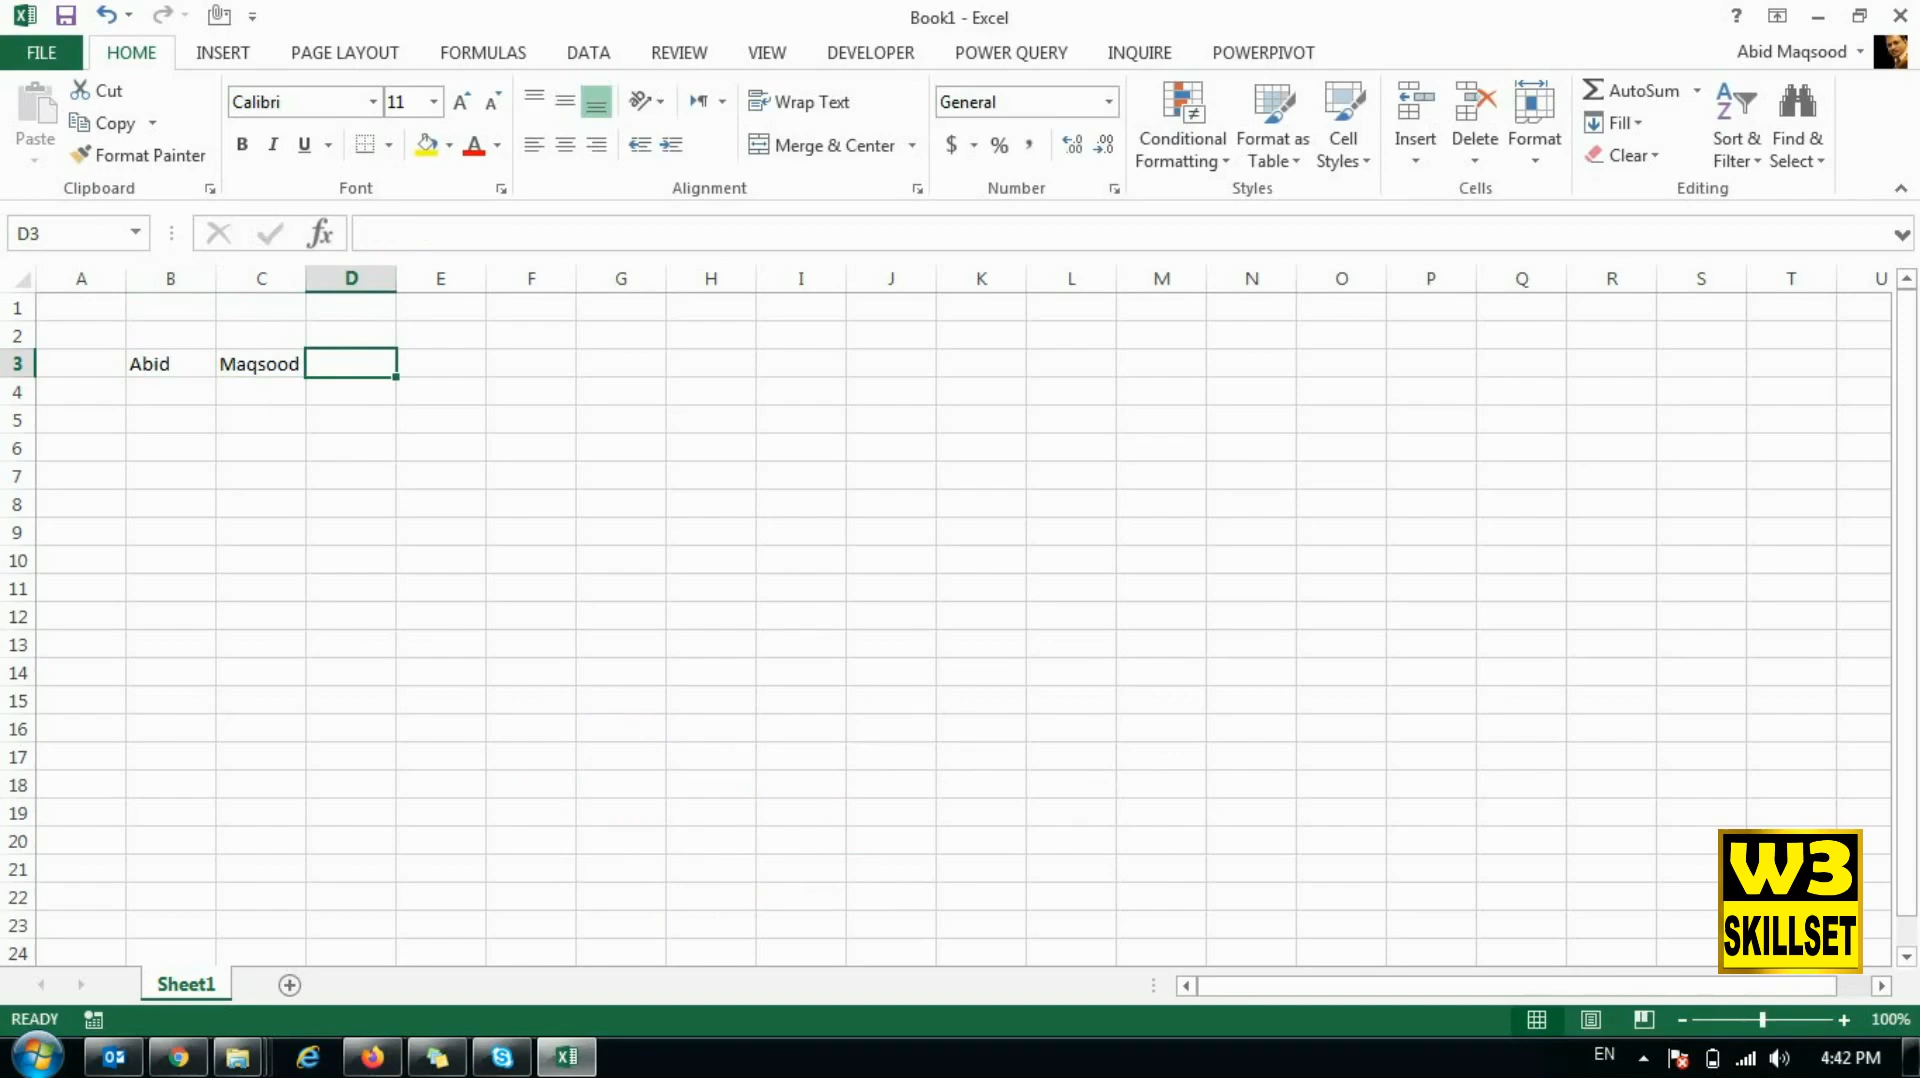 Book1 - Excel
?
FILE HOME INSERT PAGE LAYOUT FORMULAS DATA REVIEW VIEW DEVELOPER POWER QUERY INQUIRE POWERPIVOT Abid Maqsood
Paste
Cut
Copy
Format Painter
Clipboard
Calibri 11
B I U A
Font
Wrap Text
Merge & Center
Alignment
General
$ % ,
Number
Conditional Formatting
Format as Table
Cell Styles
Styles
Insert Delete Format
Cells
AutoSum
Fill
Clear
Sort & Filter
Find & Select
Editing
D3 fx
A B C D E F G H I J K L M N O P Q R S T U
1
2
3 Abid Maqsood
4
5
6
7
8
9
10
11
12
13
14
15
16
17
18
19
20
21
22
23
24
W3
SKILLSET
Sheet1
READY 100%
EN 4:42 PM